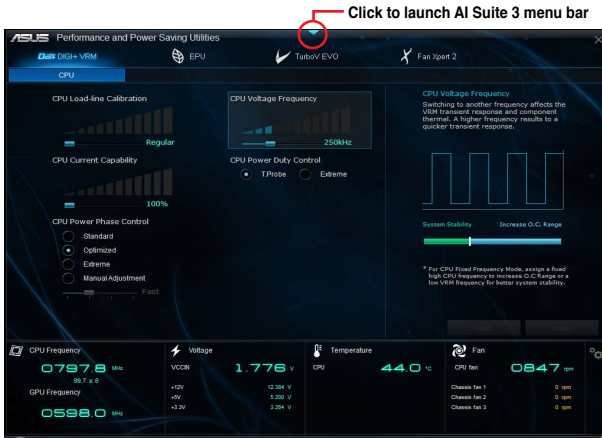 Click to launch AI Suite 3 menu bar
ASUS Performance and Power Saving Utilities
DIGI+ VRM
EPU
TurboV EVO
Fan Xpert 2
CPU
CPU Load-line Calibration
Regular
CPU Current Capability
100%
CPU Power Phase Control
Standard
Optimized
Extreme
Manual Adjustment
Fast
CPU Voltage Frequency
250kHz
CPU Power Duty Control
T.Probe
Extreme
CPU Voltage Frequency
Switching to another frequency affects the
VRM transient response and component
thermal. A higher frequency results to a
quicker transient response.
System Stability
Increase O.C. Range
* For CPU Fixed Frequency Mode, assign a fixed
high CPU frequency to increase O.C Range or a
low VRM frequency for better system stability.
CPU Frequency
0797.8 MHz
99.7 x 8
GPU Frequency
0598.0 MHz
Voltage
VCCIN 1.776 V
+12V 12.384 V
+5V 5.200 V
+3.3V 3.264 V
Temperature
CPU 44.0 °C
Fan
CPU fan 0847 rpm
Chassis fan 1 0 rpm
Chassis fan 2 0 rpm
Chassis fan 3 0 rpm